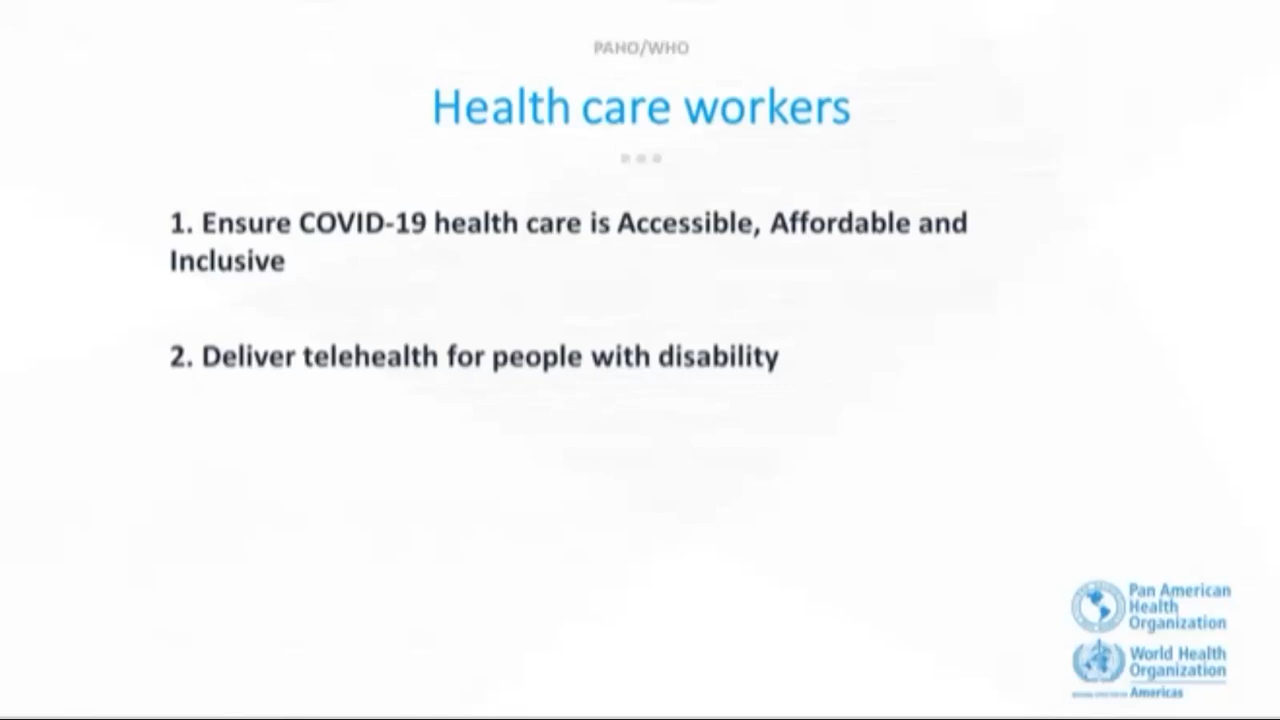 PAHO/WHO
Health care workers
1. Ensure COVID-19 health care is Accessible, Affordable and
Inclusive
2. Deliver telehealth for people with disability
Pan American
Health
Organization
World Health
Organization
Americas